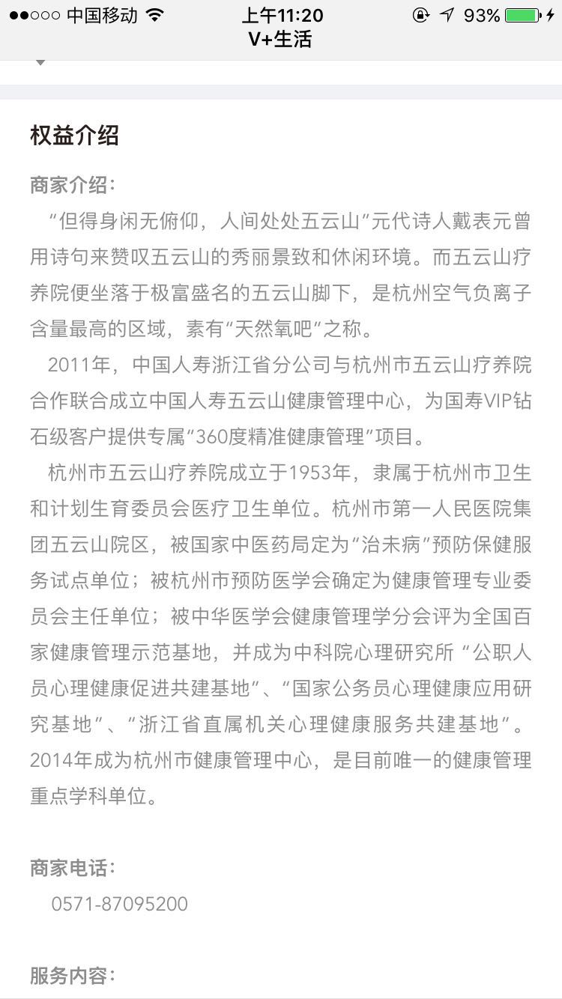 中国移动 上午11:20 93%
V+生活
权益介绍
商家介绍：
“但得身闲无俯仰，人间处处五云山”元代诗人戴表元曾
用诗句来赞叹五云山的秀丽景致和休闲环境。而五云山疗
养院便坐落于极富盛名的五云山脚下，是杭州空气负离子
含量最高的区域，素有“天然氧吧”之称。
2011年，中国人寿浙江省分公司与杭州市五云山疗养院
合作联合成立中国人寿五云山健康管理中心，为国寿VIP钻
石级客户提供专属“360度精准健康管理”项目。
杭州市五云山疗养院成立于1953年，隶属于杭州市卫生
和计划生育委员会医疗卫生单位。杭州市第一人民医院集
团五云山院区，被国家中医药局定为“治未病”预防保健服
务试点单位；被杭州市预防医学会确定为健康管理专业委
员会主任单位；被中华医学会健康管理学分会评为全国百
家健康管理示范基地，并成为中科院心理研究所 “公职人
员心理健康促进共建基地”、“国家公务员心理健康应用研
究基地”、“浙江省直属机关心理健康服务共建基地”。
2014年成为杭州市健康管理中心，是目前唯一的健康管理
重点学科单位。
商家电话：
0571-87095200
服务内容：